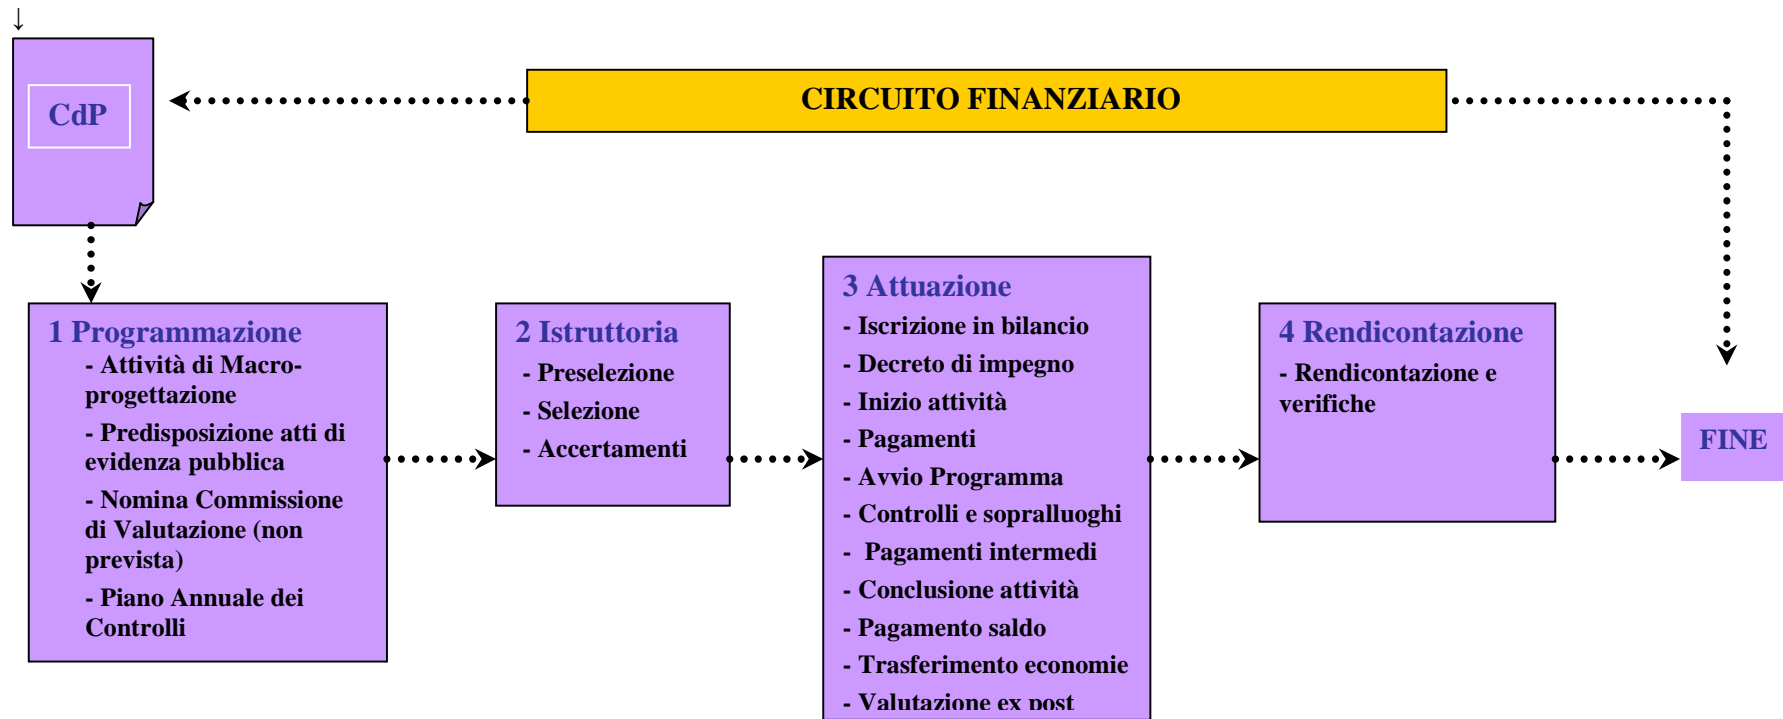 ↓
CdP
CIRCUITO FINANZIARIO
1 Programmazione
- Attività di Macro-
progettazione
- Predisposizione atti di
evidenza pubblica
- Nomina Commissione
di Valutazione (non
prevista)
- Piano Annuale dei
Controlli
2 Istruttoria
- Preselezione
- Selezione
- Accertamenti
3 Attuazione
- Iscrizione in bilancio
- Decreto di impegno
- Inizio attività
- Pagamenti
- Avvio Programma
- Controlli e sopralluoghi
- Pagamenti intermedi
- Conclusione attività
- Pagamento saldo
- Trasferimento economie
- Valutazione ex post
4 Rendicontazione
- Rendicontazione e
verifiche
FINE